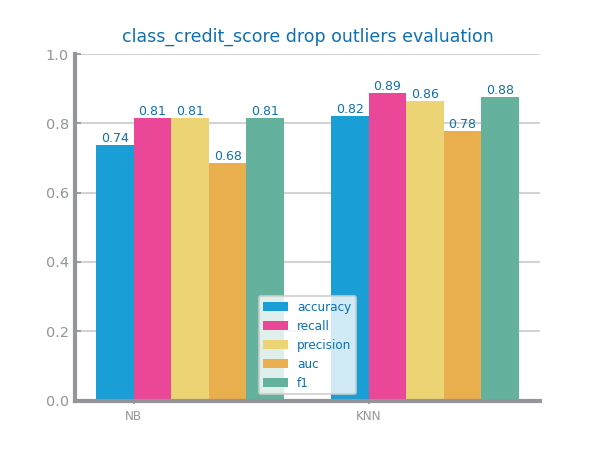 class_credit_score drop outliers evaluation
1.0
0.8
0.6
0.4
0.2
0.0
0.74
0.81
0.81
0.68
0.81
0.82
0.89
0.86
0.78
0.88
accuracy
recall
precision
auc
f1
NB
KNN